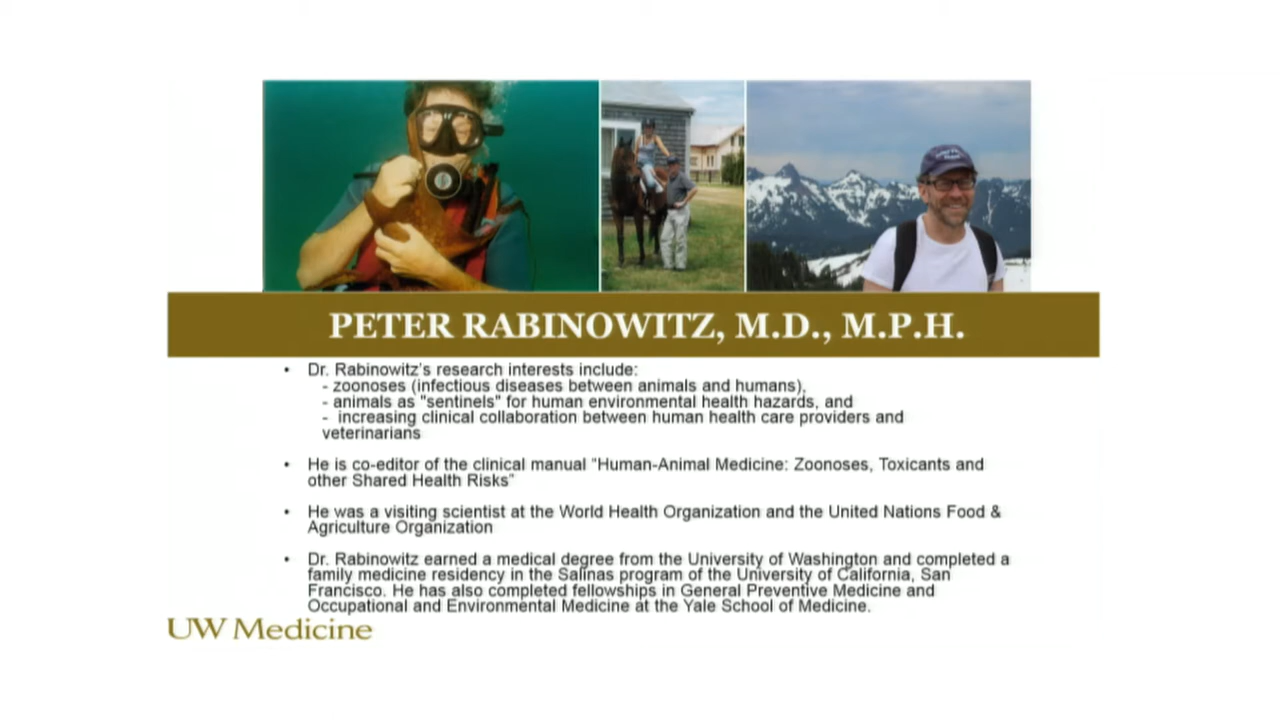 PETER RABINOWITZ, M.D., M.P.H.
• Dr. Rabinowitz's research interests include:
- zoonoses (infectious diseases between animals and humans),
- animals as "sentinels" for human environmental health hazards, and
- increasing clinical collaboration between human health care providers and
veterinarians
• He is co-editor of the clinical manual "Human-Animal Medicine: Zoonoses, Toxicants and
other Shared Health Risks"
• He was a visiting scientist at the World Health Organization and the United Nations Food &
Agriculture Organization
• Dr. Rabinowitz earned a medical degree from the University of Washington and completed a
family medicine residency in the Salinas program of the University of California, San
Francisco. He has also completed fellowships in General Preventive Medicine and
Occupational and Environmental Medicine at the Yale School of Medicine.
UW Medicine